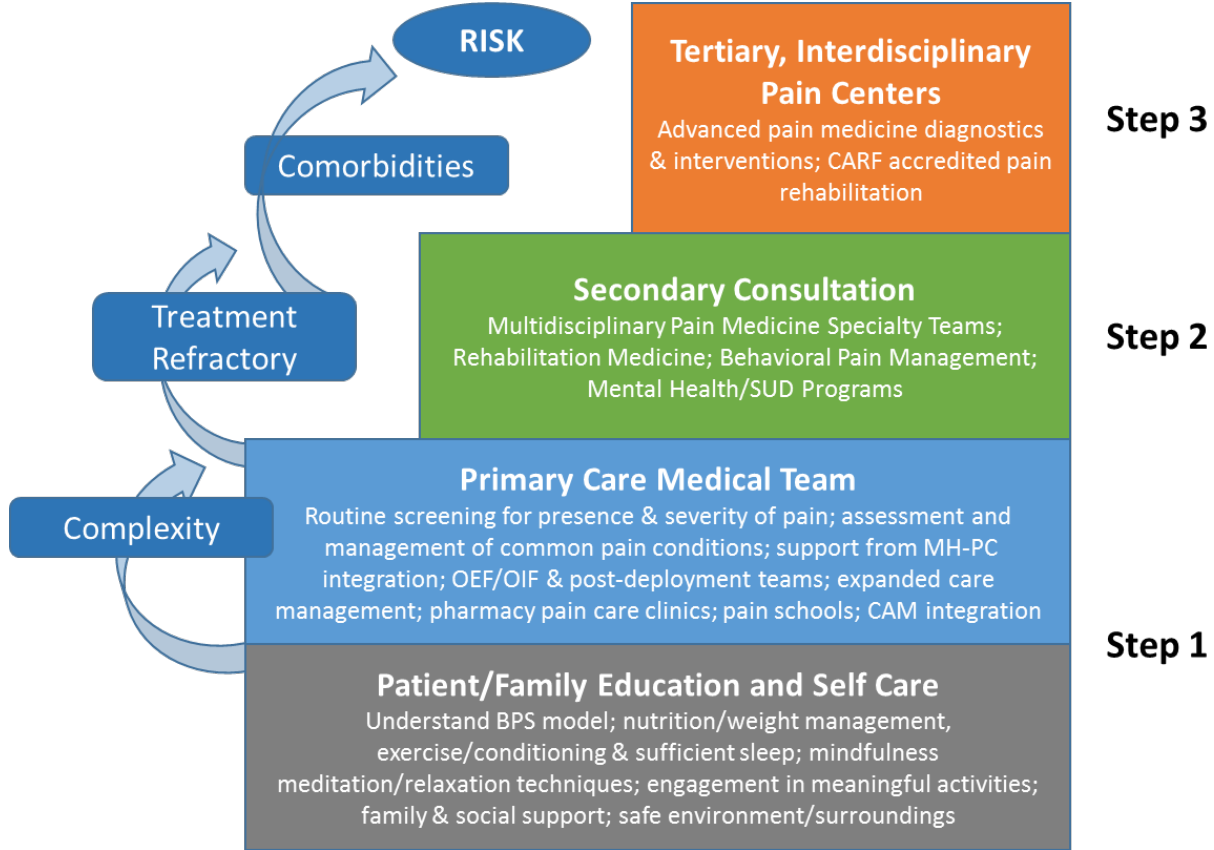 RISK
Comorbidities
Treatment
Refractory
Complexity
Tertiary, Interdisciplinary
Pain Centers
Advanced pain medicine diagnostics
& interventions; CARF accredited pain
rehabilitation
Step 3
Secondary Consultation
Multidisciplinary Pain Medicine Specialty Teams;
Rehabilitation Medicine; Behavioral Pain Management;
Mental Health/SUD Programs
Step 2
Primary Care Medical Team
Routine screening for presence & severity of pain; assessment and
management of common pain conditions; support from MH-PC
integration; OEF/OIF & post-deployment teams; expanded care
management; pharmacy pain care clinics; pain schools; CAM integration
Step 1
Patient/Family Education and Self Care
Understand BPS model; nutrition/weight management,
exercise/conditioning & sufficient sleep; mindfulness
meditation/relaxation techniques; engagement in meaningful activities;
family & social support; safe environment/surroundings